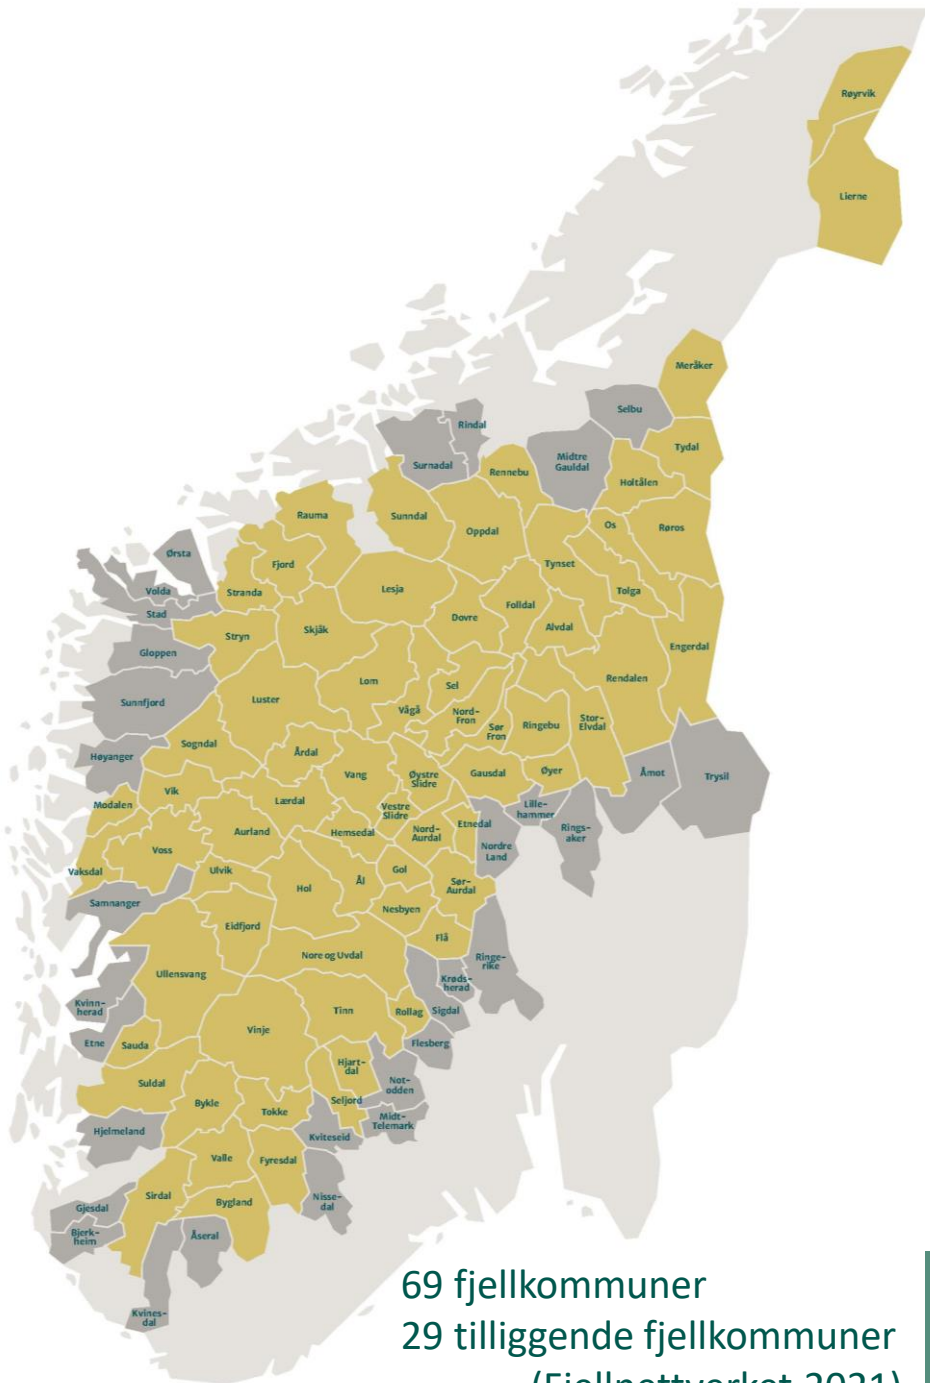 Røyrvik
Lierne
Meråker
Selbu
Rindal
Tydal
Surnadal
Midtre
Gauldal
Rennebu
Holtålen
Rauma
Sunndal
Oppdal
Os
Røros
Ørsta
Fjord
Tynset
Volda
Stranda
Lesja
Folldal
Tolga
Stad
Skjåk
Dovre
Alvdal
Stryn
Gloppen
Engerdal
Lom
Sel
Rendalen
Sunnfjord
Luster
Vågå
Nord-
Fron
Sør
Fron
Ringebu
Stor-
Elvdal
Sogndal
Årdal
Høyanger
Vang
Øystre
Slidre
Gausdal
Øyer
Åmot
Trysil
Vik
Modalen
Lærdal
Vestre
Slidre
Lille-
hammer
Aurland
Hemsedal
Nord-
Aurdal
Etnedal
Rings-
aker
Voss
Nordre
Land
Vaksdal
Ulvik
Hol
Ål
Gol
Sør-
Aurdal
Samnanger
Nesbyen
Eidfjord
Flå
Nore og Uvdal
Ringe-
rike
Ullensvang
Krøds-
herad
Kvinn-
herad
Tinn
Rollag
Sigdal
Vinje
Etne
Sauda
Flesberg
Hjart-
dal
Suldal
Not-
odden
Bykle
Seljord
Tokke
Midt-
Telemark
Hjelmeland
Kviteseid
Valle
Fyresdal
Sirdal
Bygland
Nisse-
dal
Gjesdal
Bjerk-
heim
Åseral
Kvines-
dal
69 fjellkommuner
29 tilliggende fjellkommuner
(Fjellnettverket 2021)